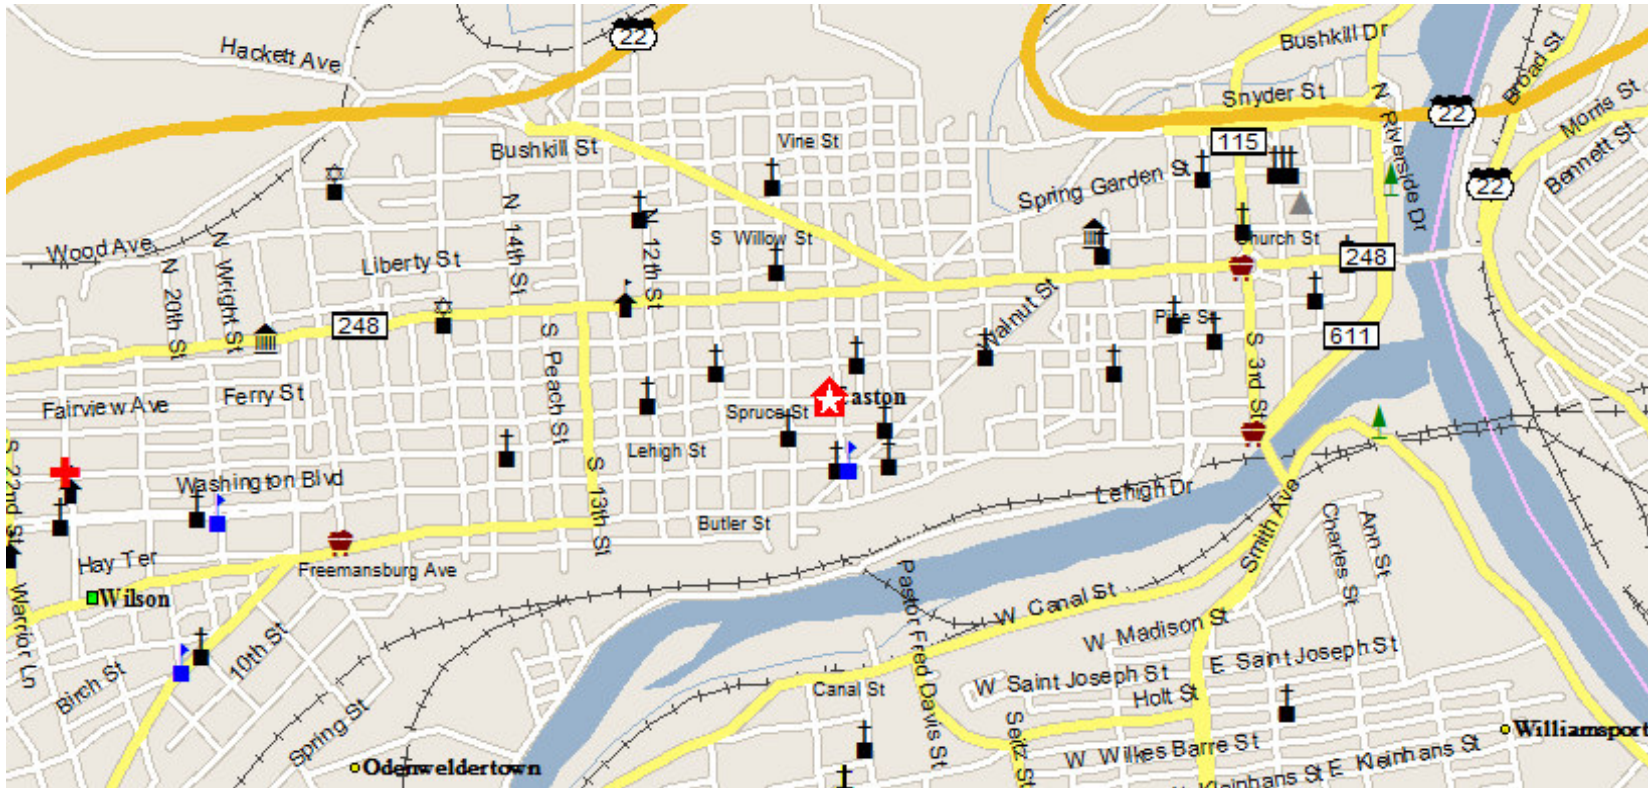 Hackett Ave
22
Bushkill Dr
Snyder St
N Riverside Dr
Broad St
22
Morris St
115
Bennett St
22
Bushkill St
Vine St
Spring Garden St
Wood Ave
N Wright St
N 20th St
N 14th St
N 12th St
S Willow St
Liberty St
Church St
248
248
Walnut St
Pine St
611
S Peach St
S 3rd St
Ferry St
Fairview Ave
Spruce St
Easton
S 22nd St
Lehigh St
Washington Blvd
S 13th St
Lehigh Dr
Butler St
Smith Ave
Charles St
Ann St
Hay Ter
Freemansburg Ave
Wilson
Warrior Ln
Pastor Fred Davis St
W Canal St
W Madison St
10th St
Birch St
E Saint Joseph St
W Saint Joseph St
Canal St
Holt St
Spring St
Seitz St
Williamsport
W Wilkes Barre St
Odenweldertown
Kleinhans St
E Kleinhans St